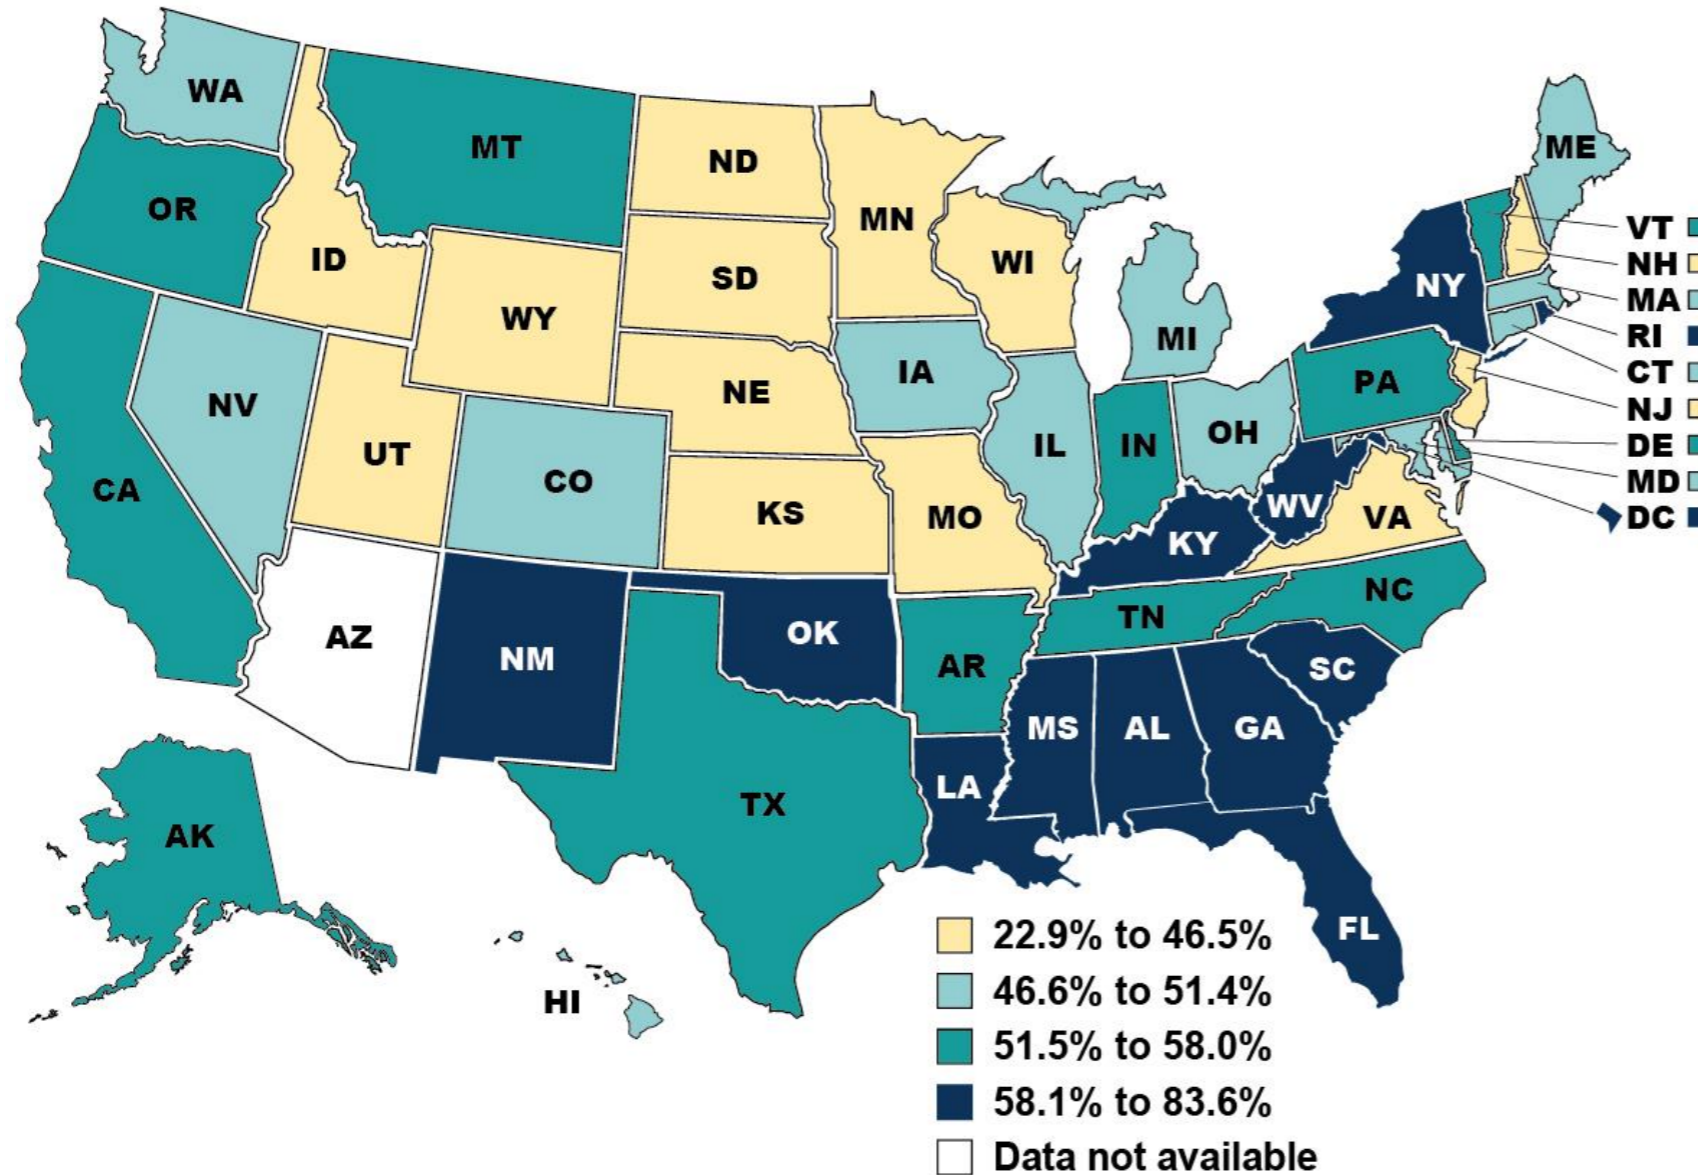 WA
ME
MT
ND
OR
MN
VT
ID
WI
NH
SD
NY
MA
WY
RI
MI
IA
CT
PA
NE
NV
NJ
OH
IL
IN
DE
UT
CO
MD
CA
WV
KS
MO
VA
DC
KY
NC
TN
AZ
OK
NM
AR
SC
MS
AL
GA
LA
TX
AK
FL
HI
22.9% to 46.5%
46.6% to 51.4%
51.5% to 58.0%
58.1% to 83.6%
Data not available